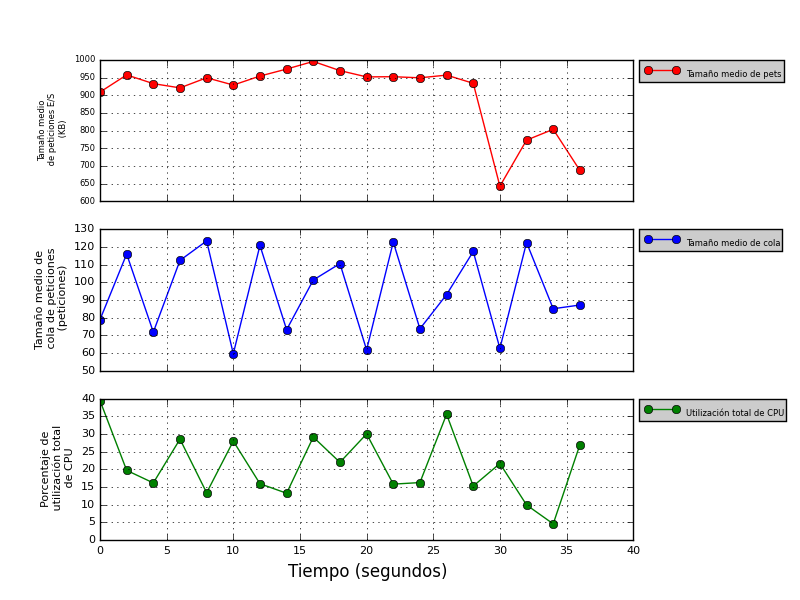 1000
950
900
850
800
750
700
650
600
Tamaño medio
de peticiones E/S
(KB)
Tamaño medio de pets
130
120
110
100
90
80
70
60
50
Tamaño medio de
cola de peticiones
(peticiones)
Tamaño medio de cola
40
35
30
25
20
15
10
5
0
Porcentaje de
utilización total
de CPU
Utilización total de CPU
0 5 10 15 20 25 30 35 40
Tiempo (segundos)